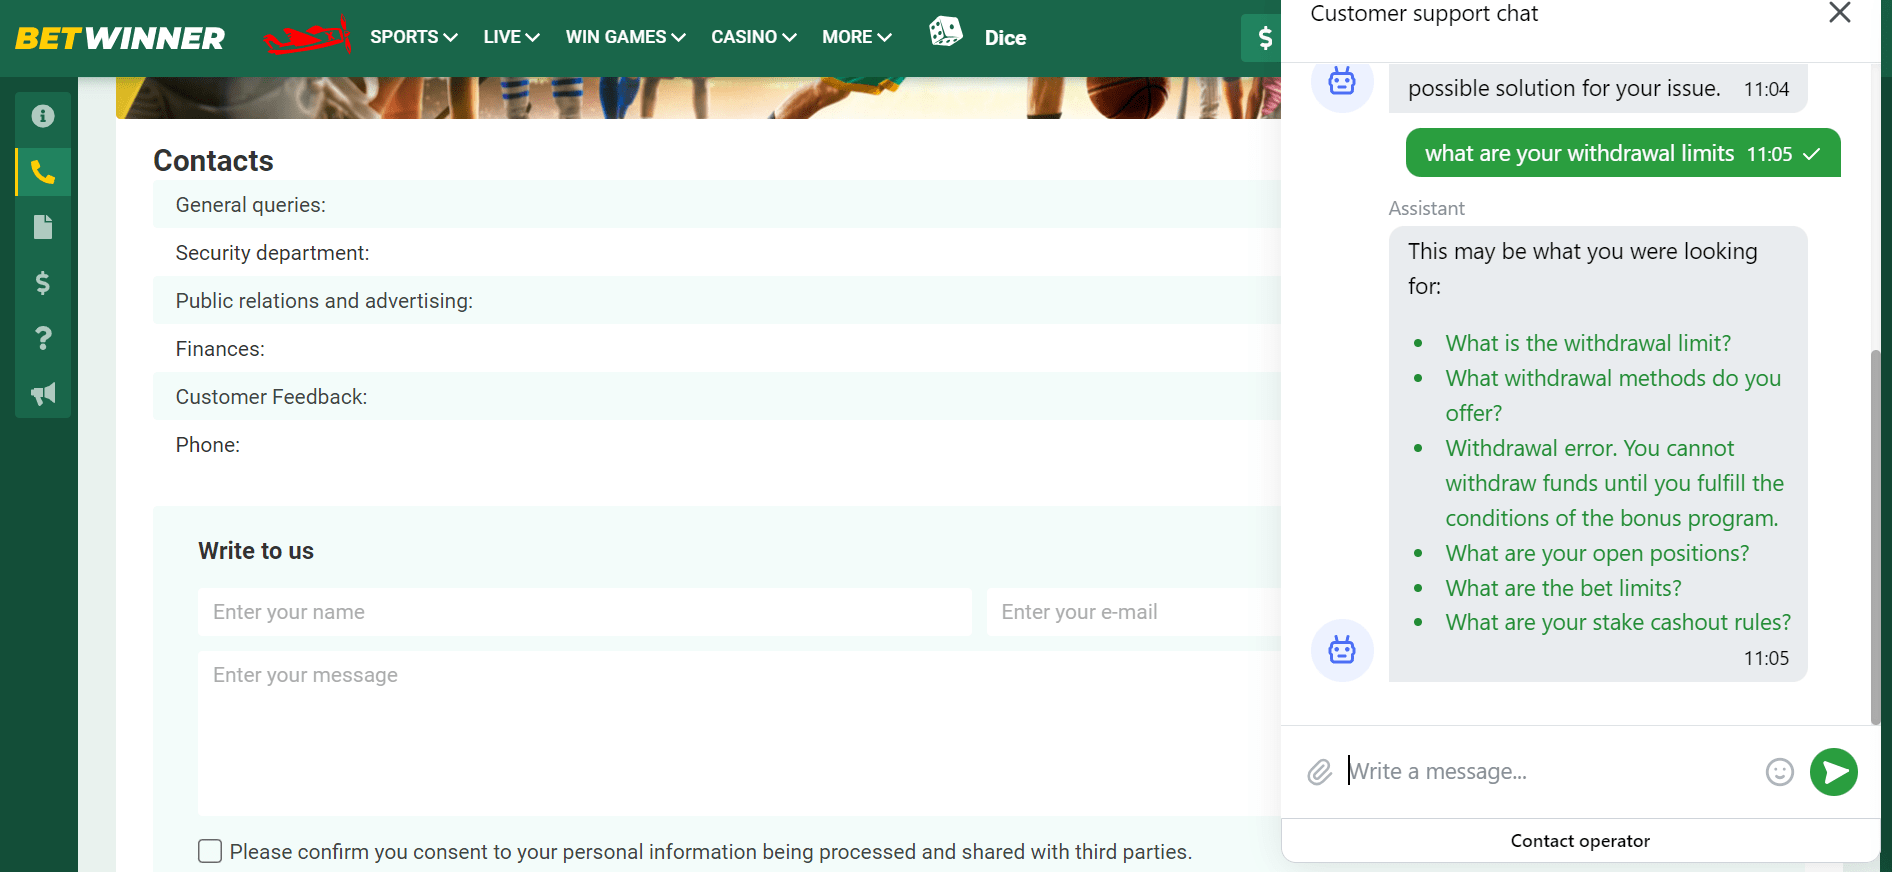 BETWINNER
SPORTS
LIVE
WIN GAMES
CASINO
MORE
Dice
$
Contacts
General queries:
Security department:
Public relations and advertising:
Finances:
Customer Feedback:
Phone:
Write to us
Enter your name
Enter your e-mail
Enter your message
Please confirm you consent to your personal information being processed and shared with third parties.
Customer support chat
possible solution for your issue. 11:04
what are your withdrawal limits 11:05
Assistant
This may be what you were looking
for:
• What is the withdrawal limit?
• What withdrawal methods do you
offer?
• Withdrawal error. You cannot
withdraw funds until you fulfill the
conditions of the bonus program.
• What are your open positions?
• What are the bet limits?
• What are your stake cashout rules?
11:05
Write a message...
Contact operator